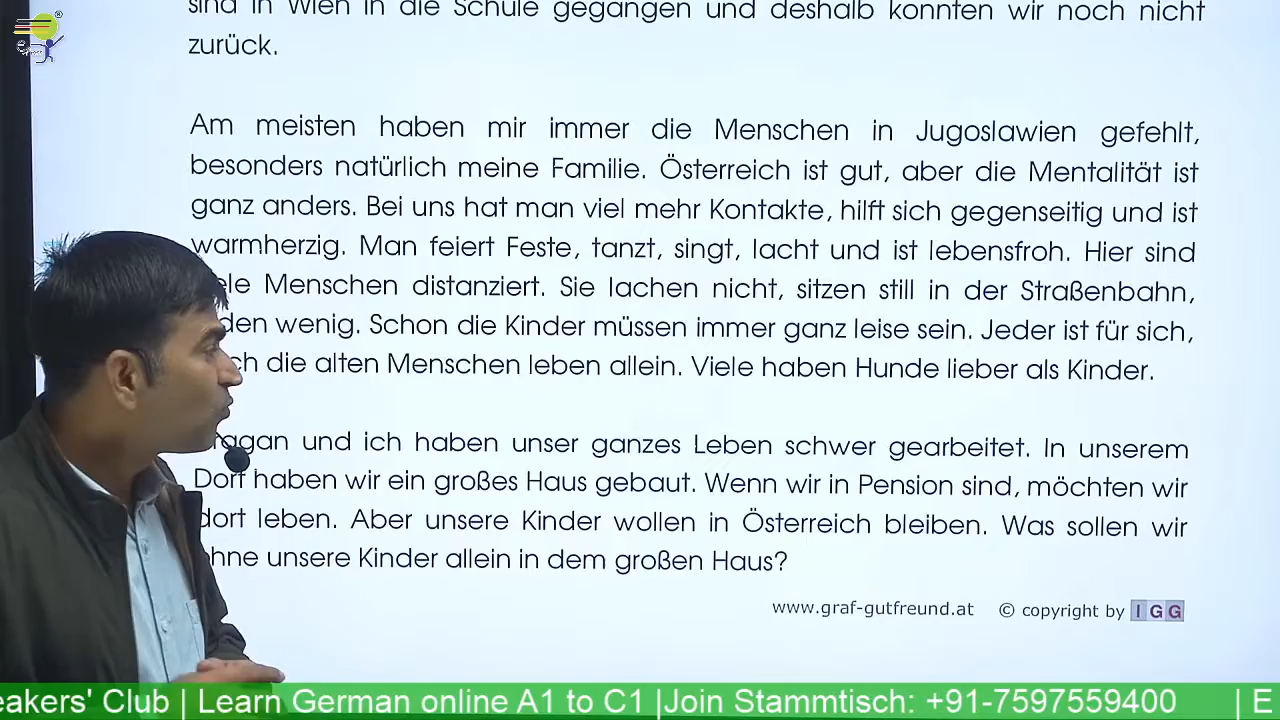 sind in Wien in die Schule gegangen und deshalb konnten wir noch nicht
zurück.
Am meisten haben mir immer die Menschen in Jugoslawien gefehlt,
besonders natürlich meine Familie. Österreich ist gut, aber die Mentalität ist
ganz anders. Bei uns hat man viel mehr Kontakte, hilft sich gegenseitig und ist
warmherzig. Man feiert Feste, tanzt, singt, lacht und ist lebensfroh. Hier sind
ele Menschen distanziert. Sie lachen nicht, sitzen still in der Straßenbahn,
den wenig. Schon die Kinder müssen immer ganz leise sein. Jeder ist für sich,
ch die alten Menschen leben allein. Viele haben Hunde lieber als Kinder.
ragan und ich haben unser ganzes Leben schwer gearbeitet. In unserem
Dorf haben wir ein großes Haus gebaut. Wenn wir in Pension sind, möchten wir
dort leben. Aber unsere Kinder wollen in Österreich bleiben. Was sollen wir
ohne unsere Kinder allein in dem großen Haus?
www.graf-gutfreund.at © copyright by IGG
eakers' Club | Learn German online A1 to C1 |Join Stammtisch: +91-7597559400 | E